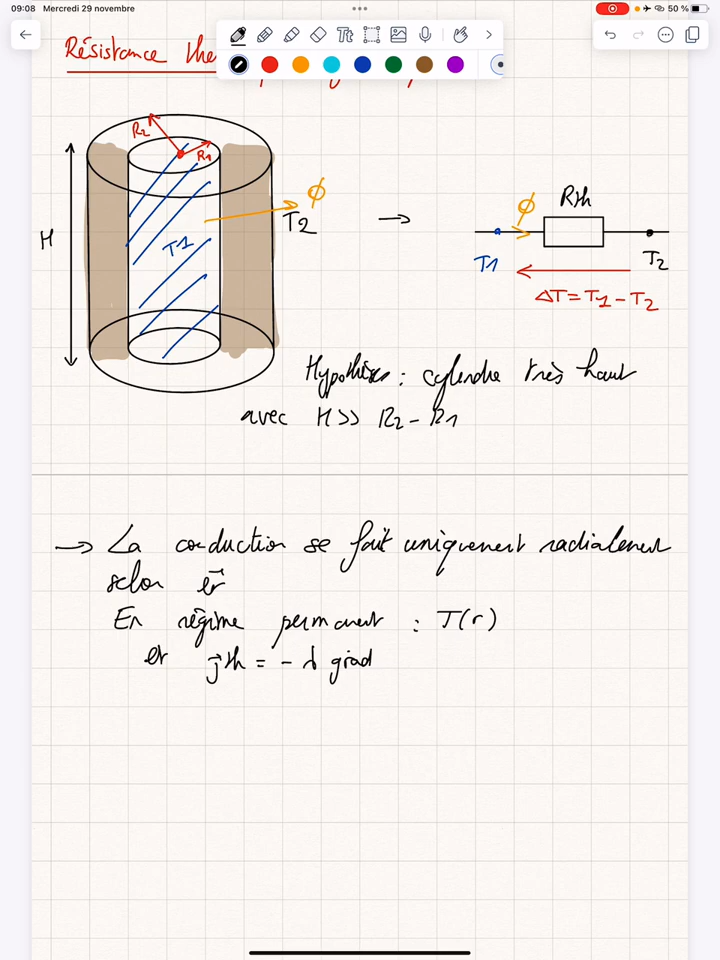 09:08 Mercredi 29 novembre
50 %
Tt
Résistance the
R2
R1
H
T1
ϕ
T2
→
ϕ
Rth
T1
T2
ΔT = T1 - T2
Hypothèse : cylindre très haut
avec H >> R2 - R1
→ La conduction se fait uniquement radialement
selon er
En régime permanent : T(r)
et jth = - λ grad